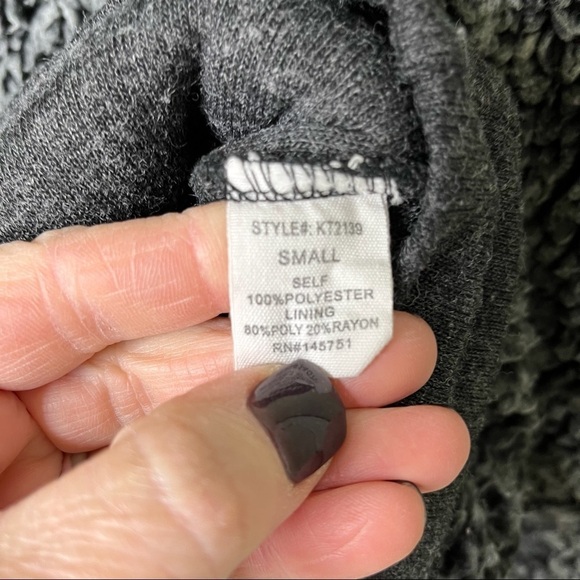 STYLE#: KT2139
SMALL
SELF
100%POLYESTER
LINING
80%POLY 20%RAYON
RN#145751